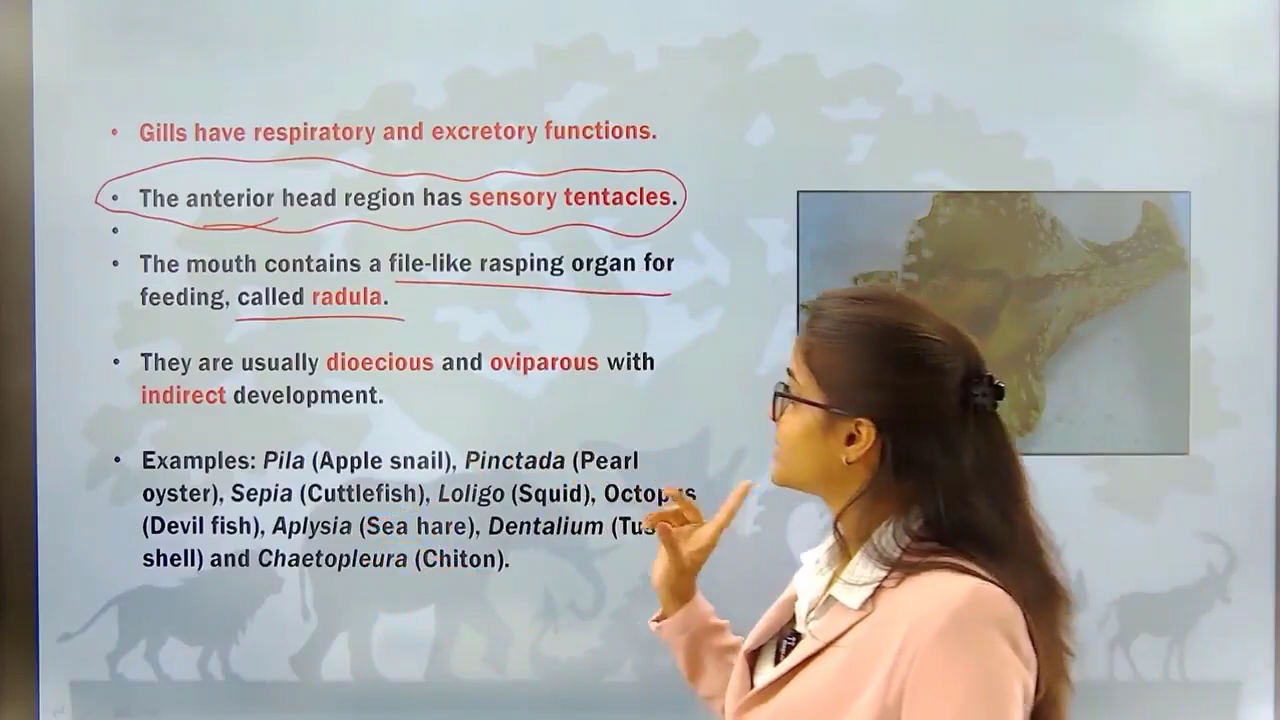 • Gills have respiratory and excretory functions.
• The anterior head region has sensory tentacles.
•
• The mouth contains a file-like rasping organ for
feeding, called radula.
• They are usually dioecious and oviparous with
indirect development.
• Examples: Pila (Apple snail), Pinctada (Pearl
oyster), Sepia (Cuttlefish), Loligo (Squid), Octopus
(Devil fish), Aplysia (Sea hare), Dentalium
shell) and Chaetopleura (Chiton).